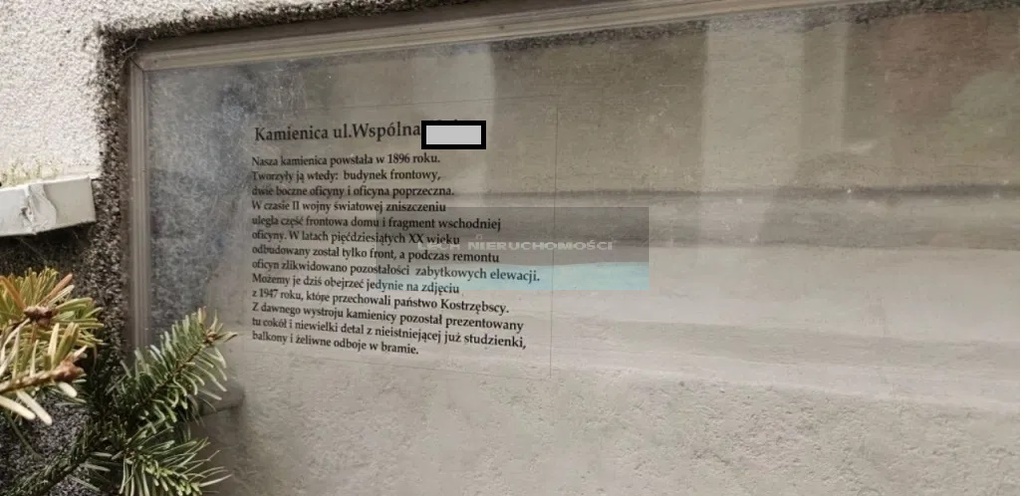 Kamienica ul.Wspólna
Nasza kamienica powstała w 1896 roku.
Tworzyły ją wtedy: budynek frontowy,
dwie boczne oficyny i oficyna poprzeczna.
W czasie II wojny światowej zniszczeniu
uległa część frontowa domu i fragment wschodniej
oficyny. W latach pięćdziesiątych XX wieku
odbudowany został tylko front, a podczas remontu
oficyn zlikwidowano pozostałości zabytkowych elewacji.
Możemy je dziś obejrzeć jedynie na zdjęciu
z 1947 roku, które przechowali państwo Kostrzębscy.
Z dawnego wystroju kamienicy pozostał prezentowany
tu cokół i niewielki detal z nieistniejącej już studzienki,
balkony i żeliwne odboje w bramie.
LECH NIERUCHOMOŚCI